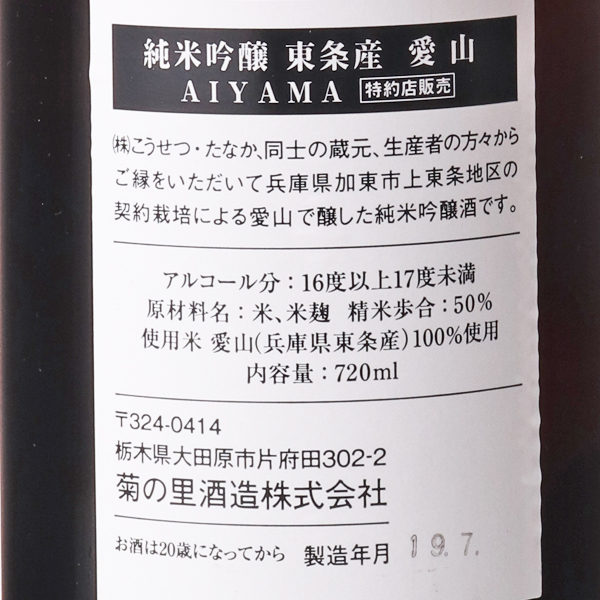 純米吟醸 東条産 愛山
AIYAMA 特約店販売
㈱こうせつ・たなか、同士の蔵元、生産者の方々から
ご縁をいただいて兵庫県加東市上東条地区の
契約栽培による愛山で醸した純米吟醸酒です。
アルコール分：16度以上17度未満
原材料名：米、米麹 精米歩合：50%
使用米 愛山(兵庫県東条産)100%使用
内容量：720ml
〒324-0414
栃木県大田原市片府田302-2
菊の里酒造株式会社
お酒は20歳になってから 製造年月 19.7.